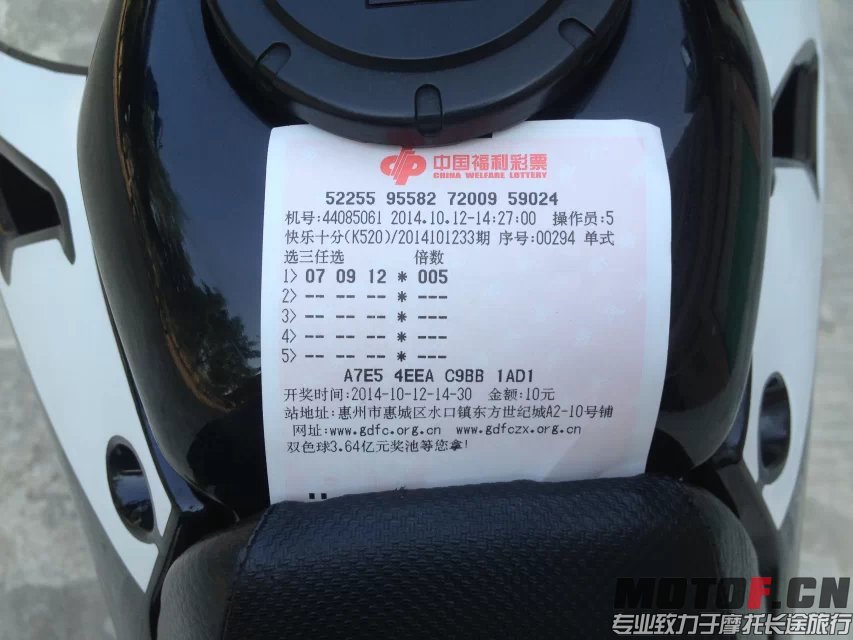 中国福利彩票
CHINA WELFARE LOTTERY
52255 95582 72009 59024
机号:44085061 2014.10.12-14:27:00 操作员:5
快乐十分(K520)/2014101233期 序号:00294 单式
选三任选 倍数
1> 07 09 12 * 005
2> -- -- -- * ---
3> -- -- -- * ---
4> -- -- -- * ---
5> -- -- -- * ---
A7E5 4EEA C9BB 1AD1
开奖时间:2014-10-12-14-30 金额:10元
站地址:惠州市惠城区水口镇东方世纪城A2-10号铺
网址:www.gdfc.org.cn www.gdfczx.org.cn
双色球3.64亿元奖池等您拿!
MOTOF.CN
专业致力于摩托长途旅行